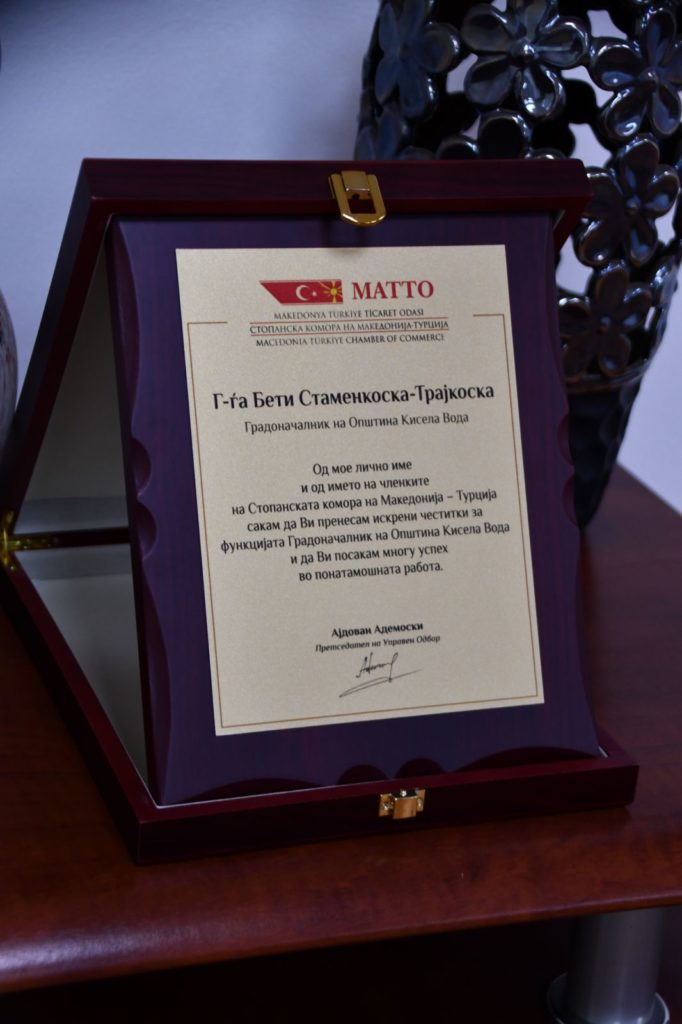 MATTO
MAKEDONYA TÜRKİYE TİCARET ODASI
СТОПАНСКА КОМОРА НА МАКЕДОНИЈА-ТУРЦИЈА
MACEDONIA TURKIYE CHAMBER OF COMMERCE
Г-ѓа Бети Стаменкоска-Трајкоска
Градоначалник на Општина Кисела Вода
Од мое лично име
и од името на членките
на Стопанската комора на Македонија – Турција
сакам да Ви пренесам искрени честитки за
функцијата Градоначалник на Општина Кисела Вода
и да Ви посакам многу успех
во понатамошната работа.
Ајдован Адемоски
Претседател на Управен Одбор